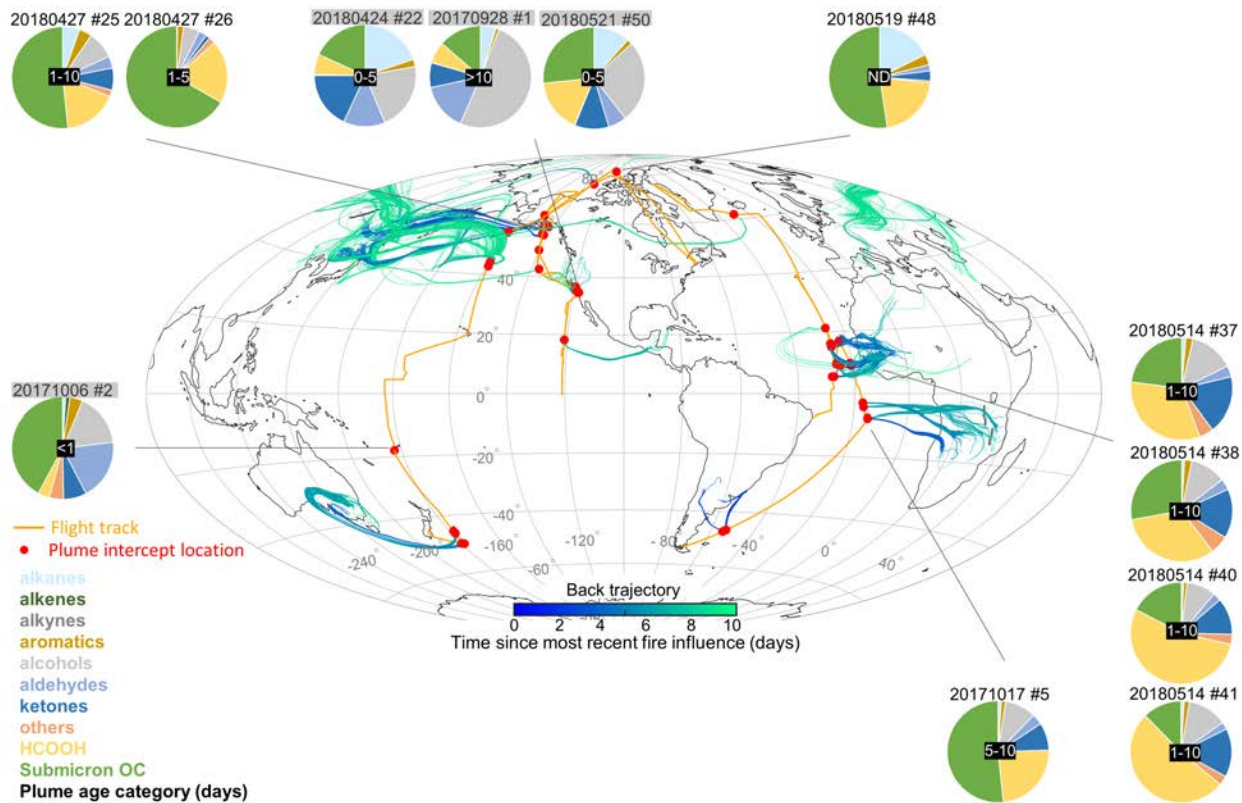 20180427 #25
20180427 #26
20180424 #22
20170928 #1
20180521 #50
20180519 #48
1-10
1-5
0-5
>10
0-5
ND
80
40°
20°
0°
-20°
-40°
-60°
-240°
-200°
-160°
-120°
-80°
-40°
0°
40°
20171006 #2
<1
Flight track
Plume intercept location
alkanes
alkenes
alkynes
aromatics
alcohols
aldehydes
ketones
others
HCOOH
Submicron OC
Plume age category (days)
Back trajectory
0 2 4 6 8 10
Time since most recent fire influence (days)
20180514 #37
1-10
20180514 #38
1-10
20180514 #40
1-10
20171017 #5
5-10
20180514 #41
1-10